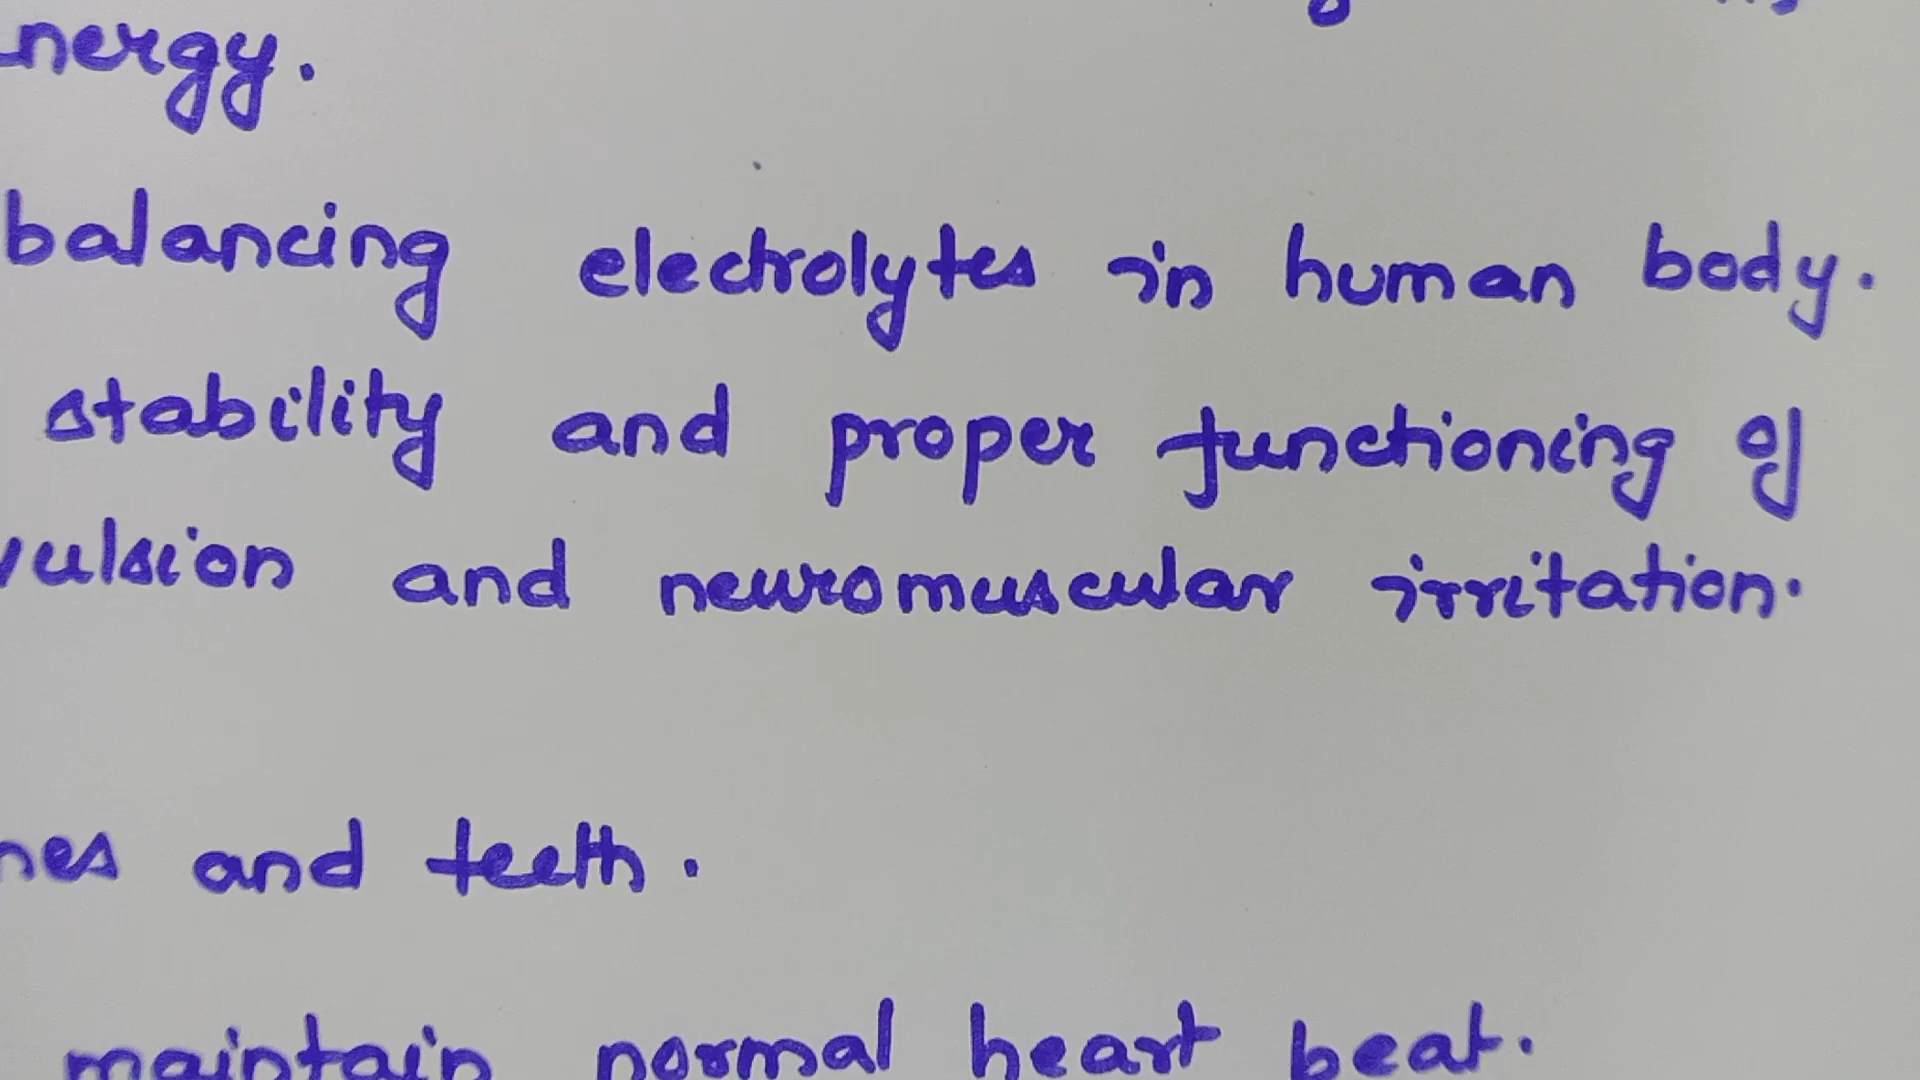 nergy.
balancing electrolytes in human body.
stability and proper functioning of
vulsion and neuromuscular irritation.
nes and teeth.
maintain normal heart beat.